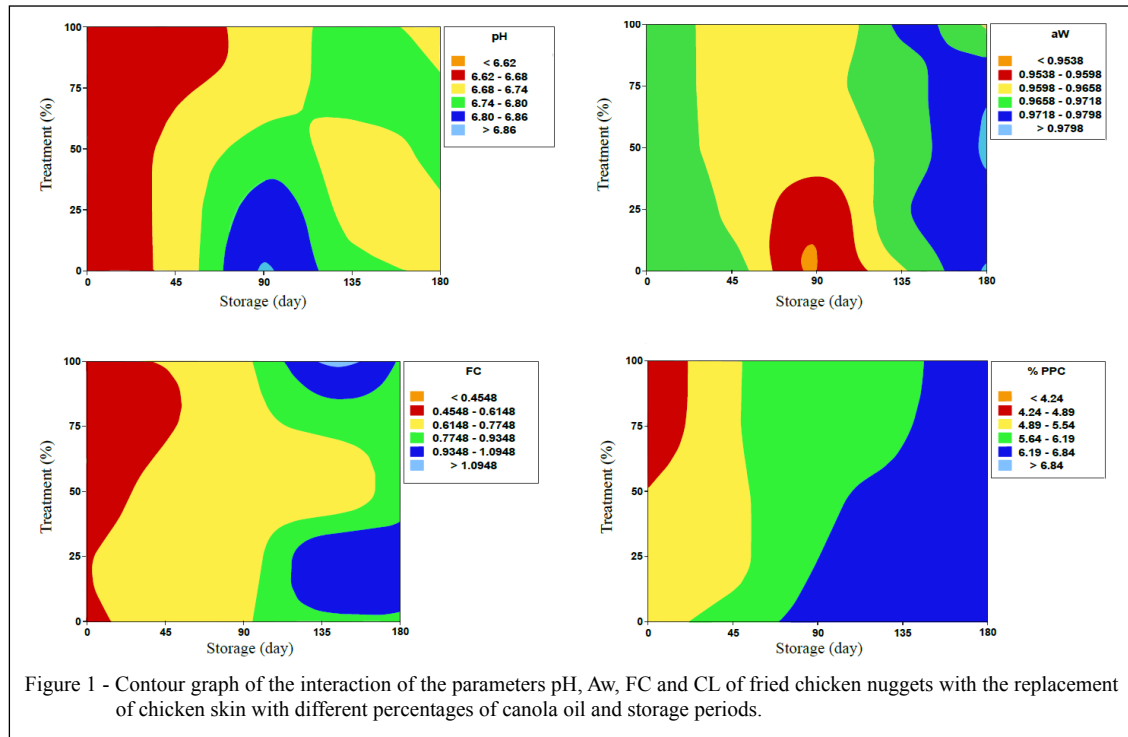 pH
< 6.62
6.62 - 6.68
6.68 - 6.74
6.74 - 6.80
6.80 - 6.86
> 6.86
Treatment (%)
100
75
50
25
0
0 45 90 135 180
Storage (day)
aW
< 0.9538
0.9538 - 0.9598
0.9598 - 0.9658
0.9658 - 0.9718
0.9718 - 0.9798
> 0.9798
Treatment (%)
100
75
50
25
0
0 45 90 135 180
Storage (day)
FC
< 0.4548
0.4548 - 0.6148
0.6148 - 0.7748
0.7748 - 0.9348
0.9348 - 1.0948
> 1.0948
Treatment (%)
100
75
50
25
0
0 45 90 135 180
Storage (day)
% PPC
< 4.24
4.24 - 4.89
4.89 - 5.54
5.64 - 6.19
6.19 - 6.84
> 6.84
Treatment (%)
100
75
50
25
0
0 45 90 135 180
Storage (day)
Figure 1 - Contour graph of the interaction of the parameters pH, Aw, FC and CL of fried chicken nuggets with the replacement
of chicken skin with different percentages of canola oil and storage periods.